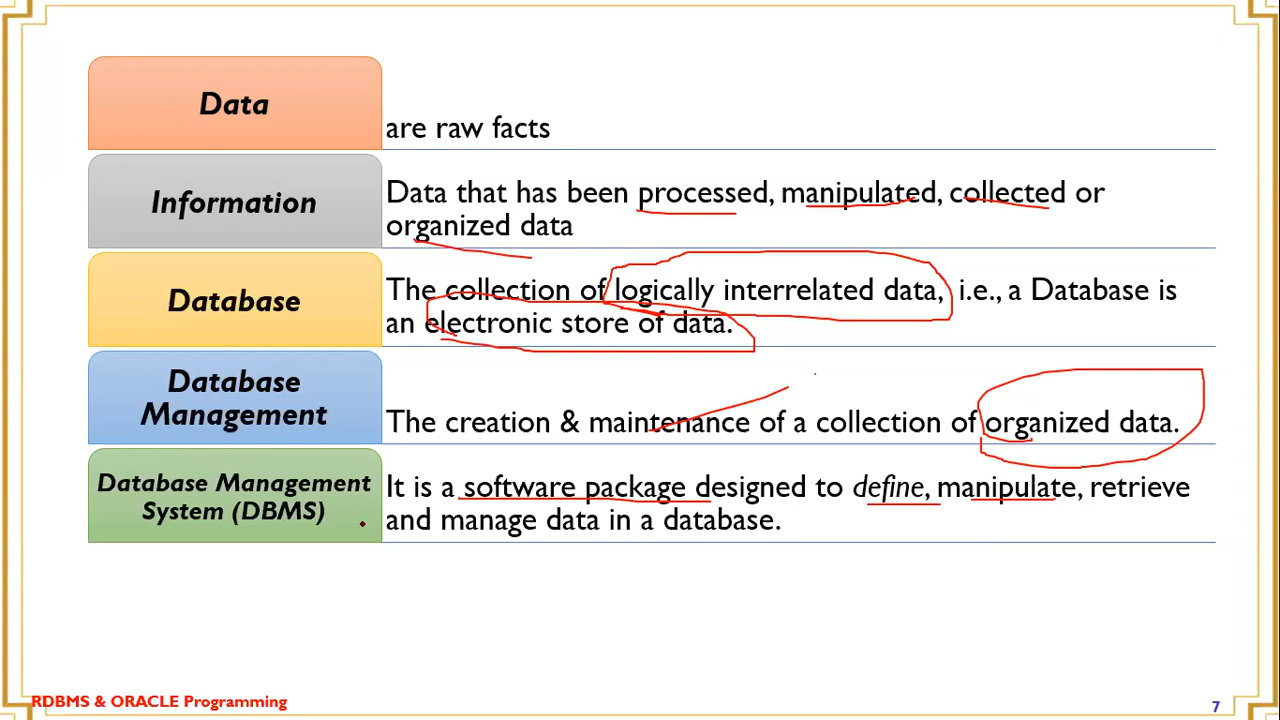 Data
are raw facts
Information
Data that has been processed, manipulated, collected or
organized data
Database
The collection of logically interrelated data, i.e., a Database is
an electronic store of data.
Database
Management
The creation & maintenance of a collection of organized data.
Database Management
System (DBMS)
It is a software package designed to define, manipulate, retrieve
and manage data in a database.
RDBMS & ORACLE Programming
7